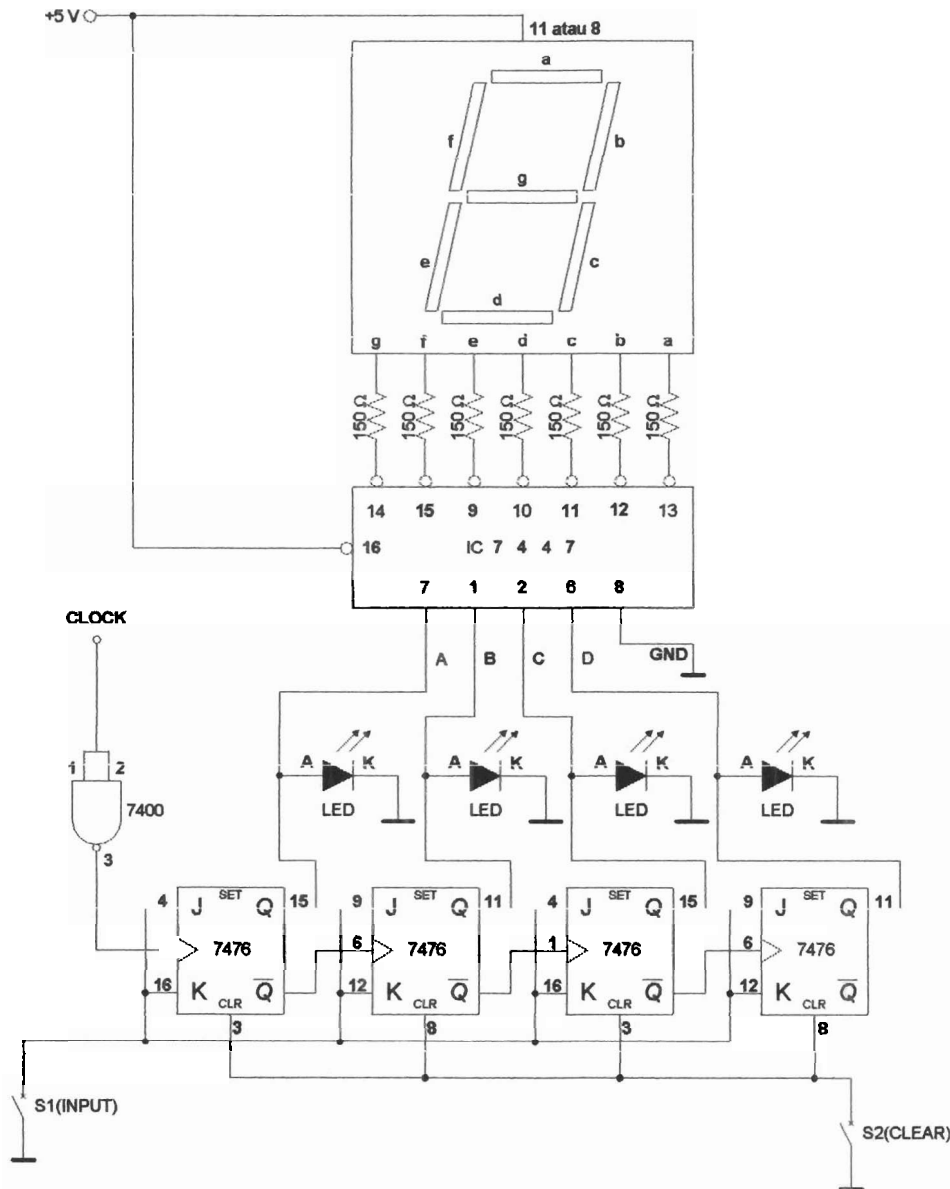 +5 V
11 atau 8
a
f
b
g
e
c
d
g f e d c b a
150 Ω 150 Ω 150 Ω 150 Ω 150 Ω 150 Ω 150 Ω
14 15 9 10 11 12 13
16 IC 7 4 4 7
7 1 2 6 8
CLOCK
A B C D GND
1 2
7400
3
A K A K A K A K
LED LED LED LED
4 J SET Q 15 9 J SET Q 11 4 J SET Q 15 9 J SET Q 11
7476 6 7476 1 7476 6 7476
16 K CLR Q 12 K CLR Q 16 K CLR Q 12 K CLR Q
3 8 3 8
S1(INPUT)
S2(CLEAR)